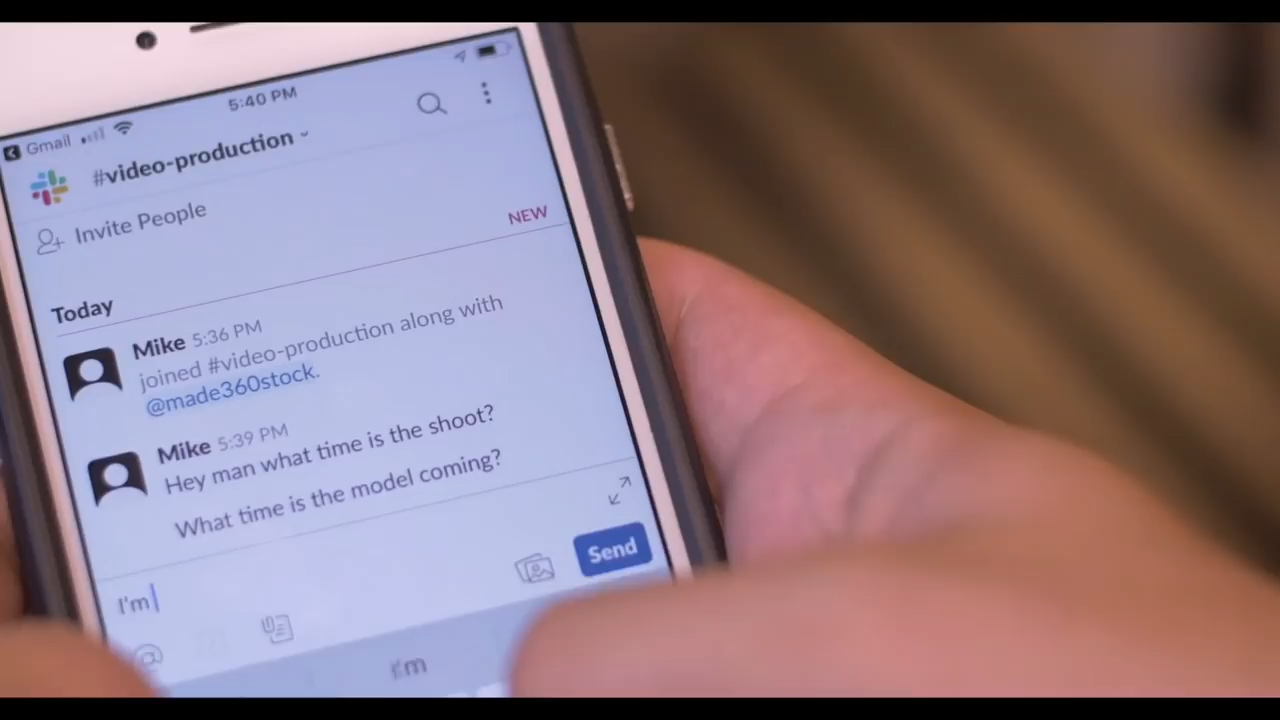 5:40 PM
Gmail
#video-production
Invite People
NEW
Today
Mike 5:36 PM
joined #video-production along with
@made360stock.
Mike 5:39 PM
Hey man what time is the shoot?
What time is the model coming?
Send
I'm
@
I'm